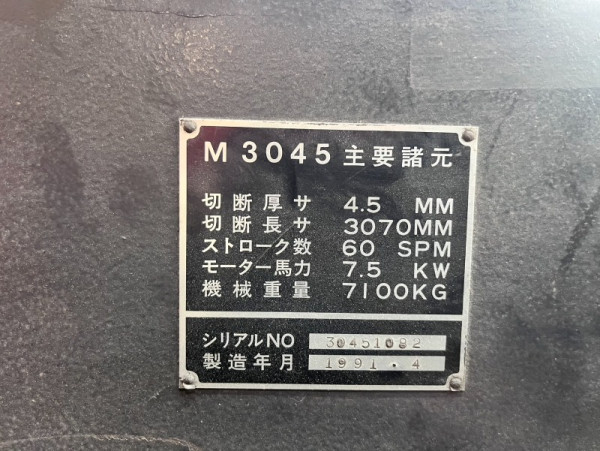 M 3045 主要諸元
切断厚サ 4.5 MM
切断長サ 3070MM
ストローク数 60 SPM
モーター馬力 7.5 KW
機械重量 7100KG
シリアルNO 30451082
製造年月 1991.4